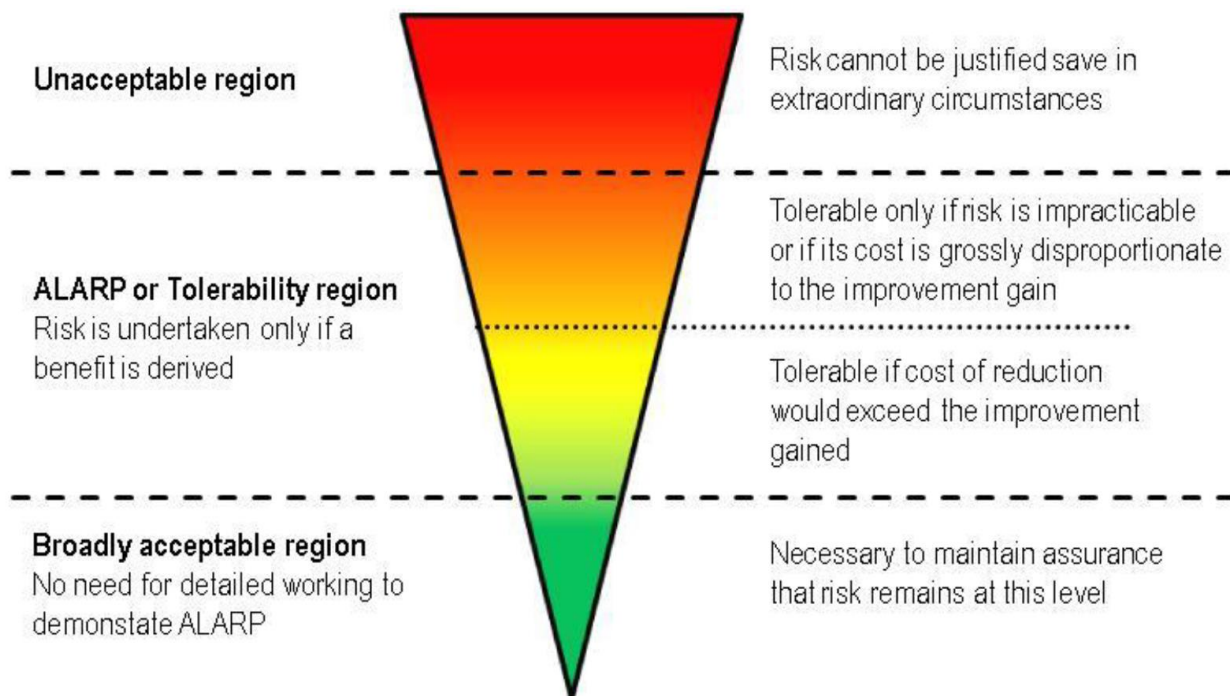 Unacceptable region
Risk cannot be justified save in
extraordinary circumstances
ALARP or Tolerability region
Risk is undertaken only if a
benefit is derived
Tolerable only if risk is impracticable
or if its cost is grossly disproportionate
to the improvement gain
Tolerable if cost of reduction
would exceed the improvement
gained
Broadly acceptable region
No need for detailed working to
demonstate ALARP
Necessary to maintain assurance
that risk remains at this level